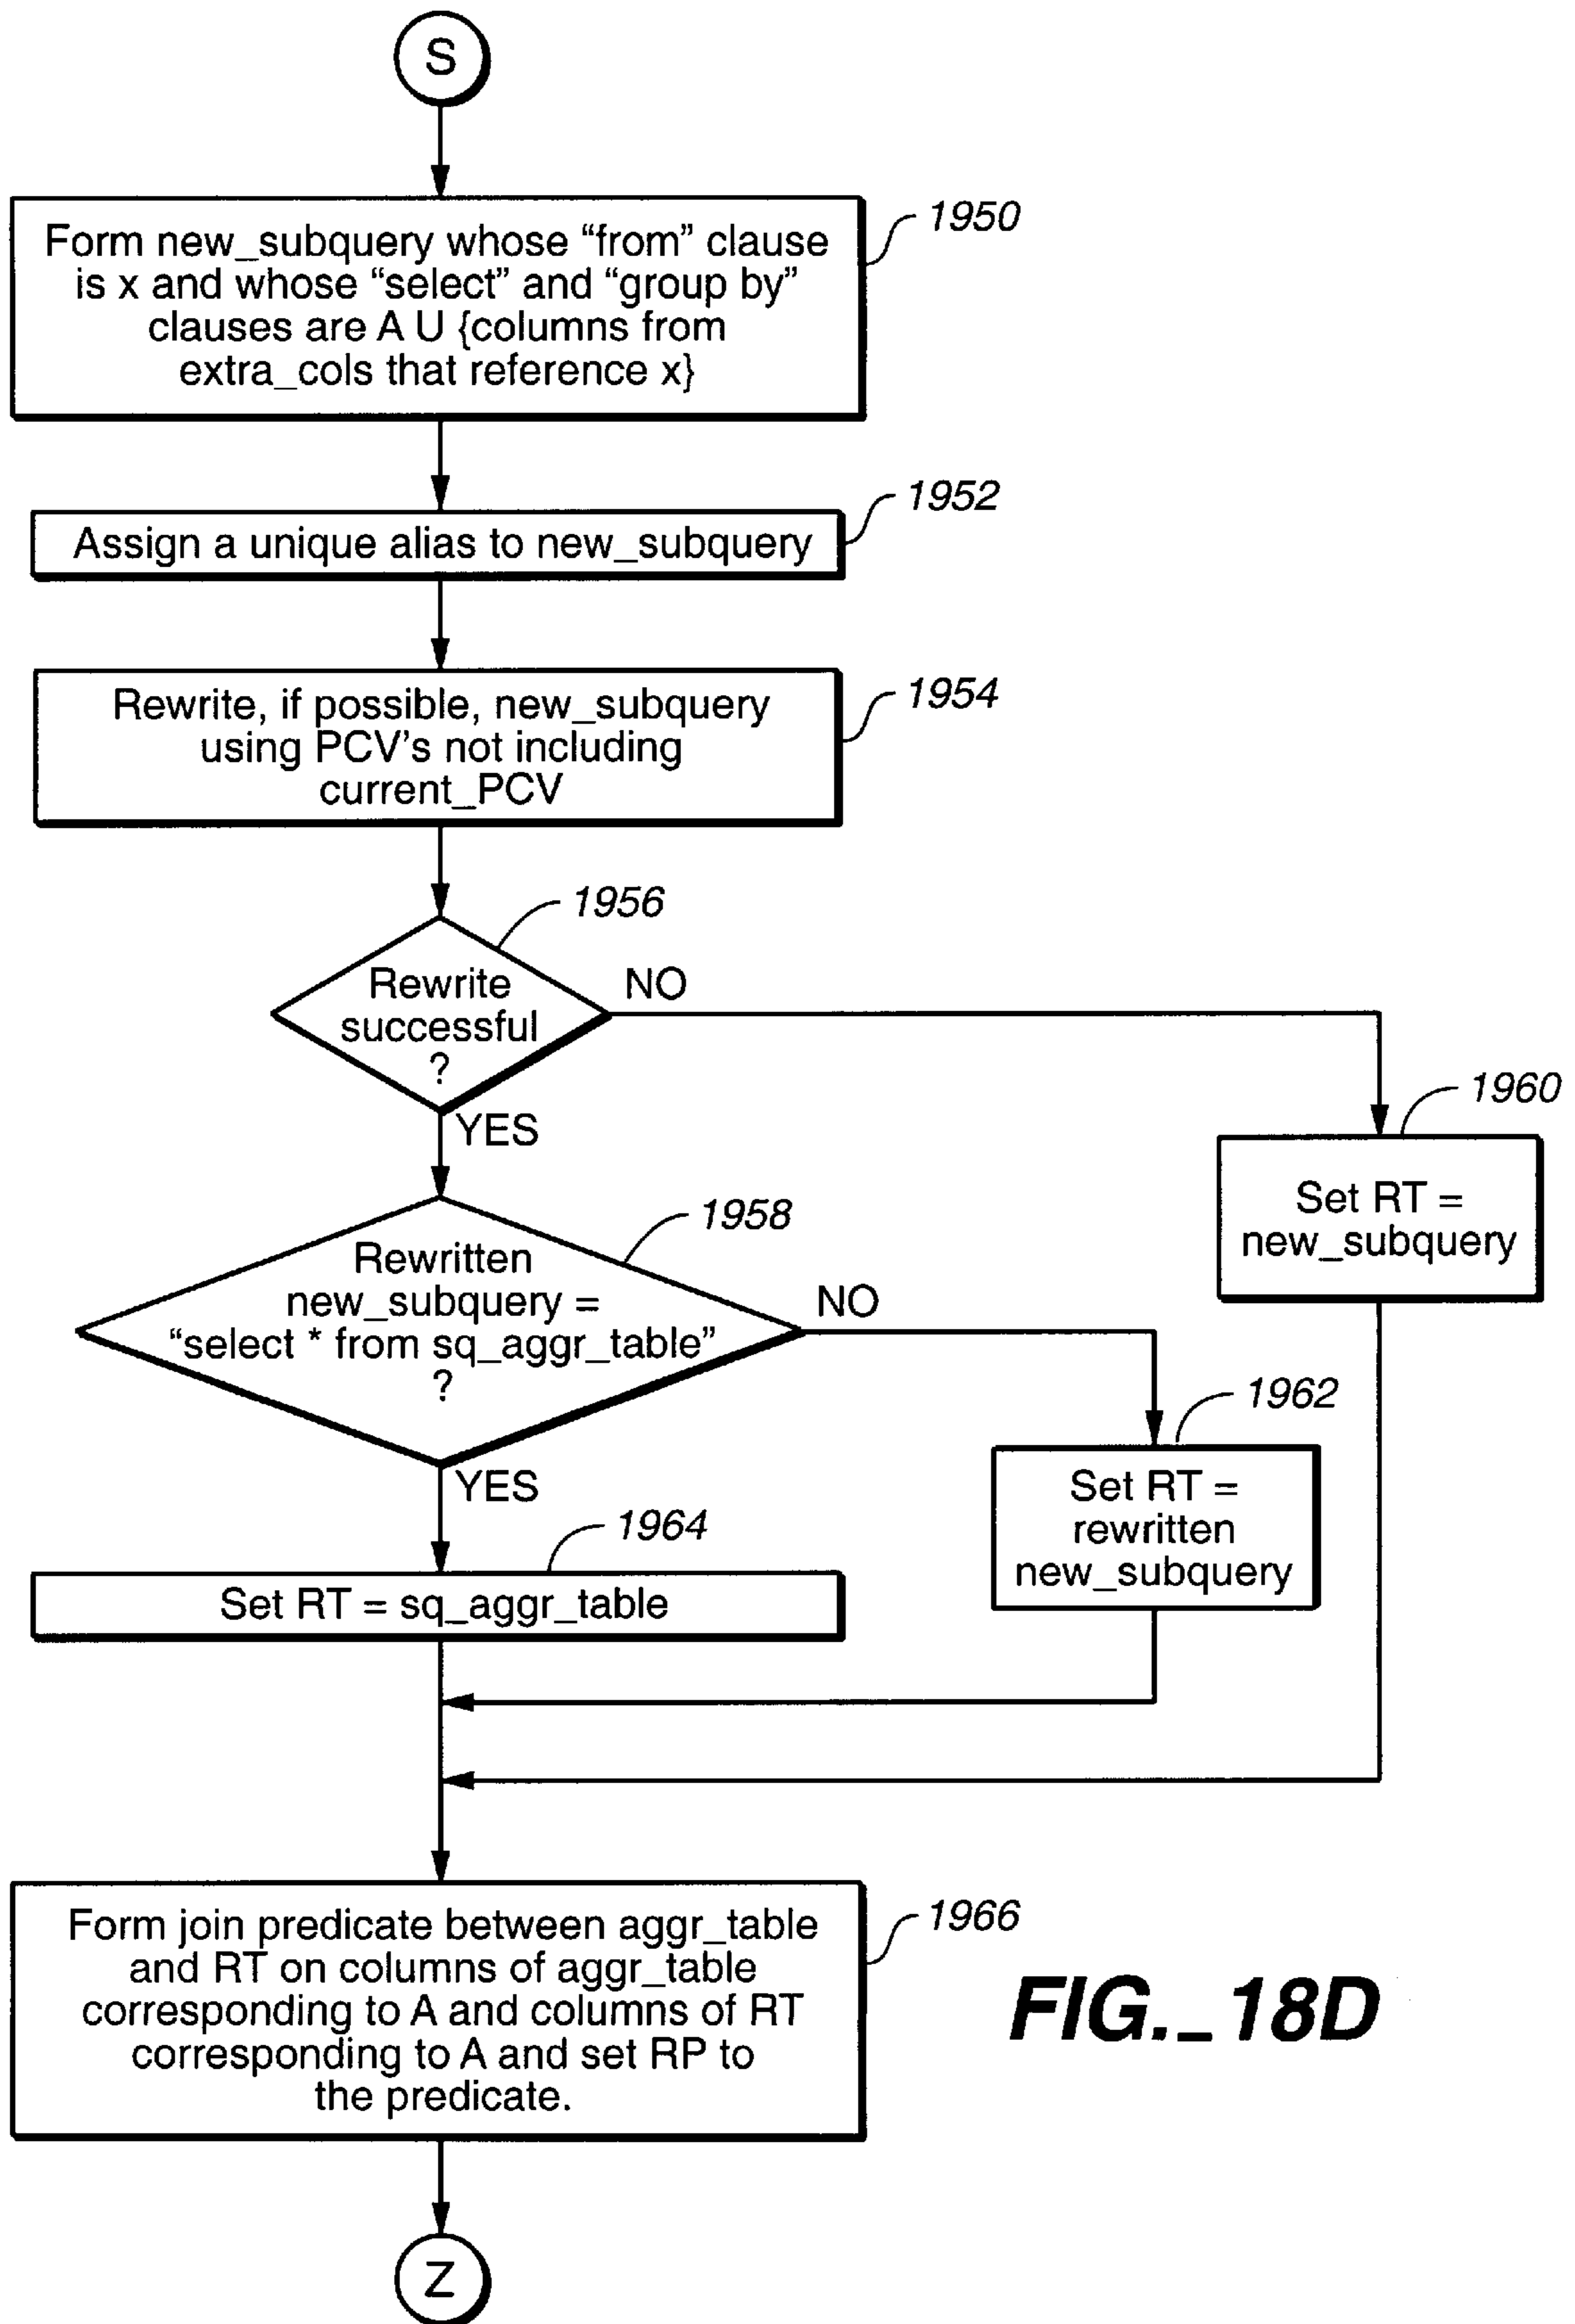 S
1950
Form new_subquery whose “from” clause
is x and whose “select” and “group by”
clauses are A U {columns from
extra_cols that reference x}
1952
Assign a unique alias to new_subquery
1954
Rewrite, if possible, new_subquery
using PCV's not including
current_PCV
1956
Rewrite
successful
?
NO
YES
1960
Set RT =
new_subquery
1958
Rewritten
new_subquery =
“select * from sq_aggr_table”
?
NO
YES
1962
Set RT =
rewritten
new_subquery
1964
Set RT = sq_aggr_table
1966
Form join predicate between aggr_table
and RT on columns of aggr_table
corresponding to A and columns of RT
corresponding to A and set RP to
the predicate.
FIG._18D
Z